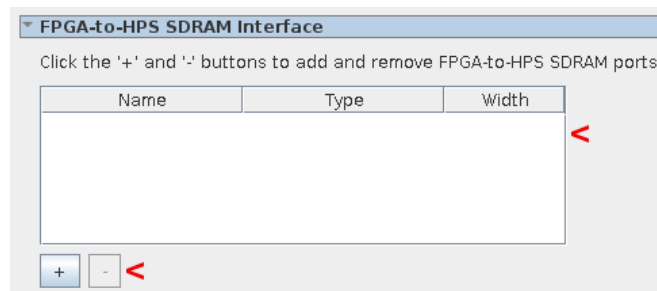 FPGA-to-HPS SDRAM Interface
Click the '+' and '-' buttons to add and remove FPGA-to-HPS SDRAM ports
Name Type Width
<
+ - <